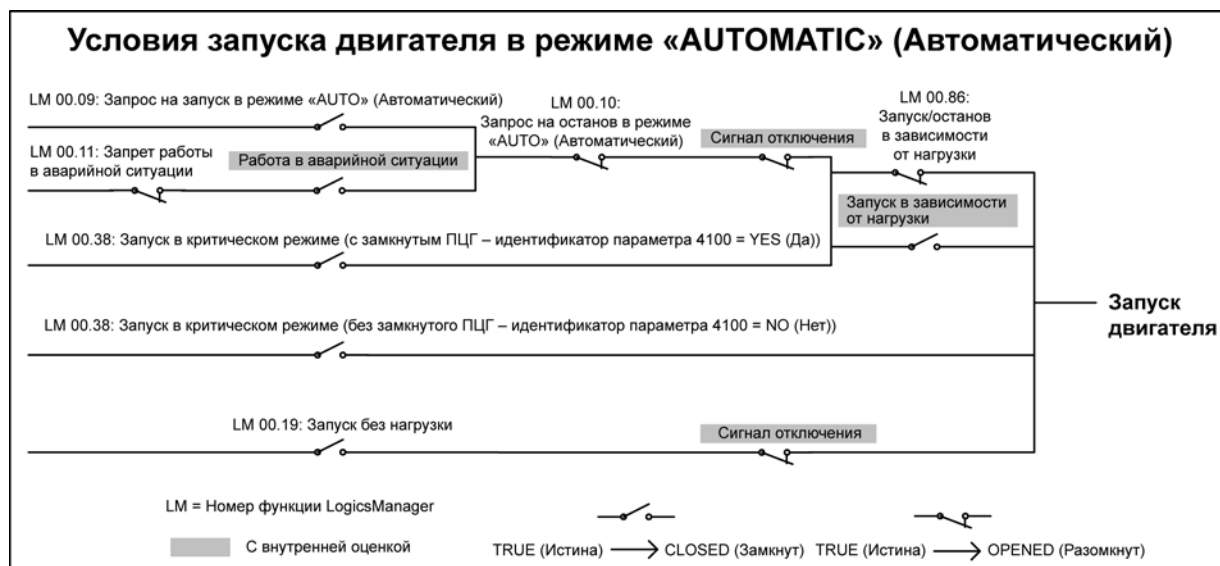 Условия запуска двигателя в режиме «AUTOMATIC» (Автоматический)
LM 00.09: Запрос на запуск в режиме «AUTO» (Автоматический)
LM 00.10:
Запрос на останов в режиме
«AUTO» (Автоматический)
LM 00.86:
Запуск/останов
в зависимости
от нагрузки
Сигнал отключения
LM 00.11: Запрет работы
в аварийной ситуации
Работа в аварийной ситуации
Запуск в зависимости
от нагрузки
LM 00.38: Запуск в критическом режиме (с замкнутым ПЦГ – идентификатор параметра 4100 = YES (Да))
Запуск
двигателя
LM 00.38: Запуск в критическом режиме (без замкнутого ПЦГ – идентификатор параметра 4100 = NO (Нет))
LM 00.19: Запуск без нагрузки
Сигнал отключения
LM = Номер функции LogicsManager
С внутренней оценкой
TRUE (Истина) CLOSED (Замкнут)
TRUE (Истина) OPENED (Разомкнут)